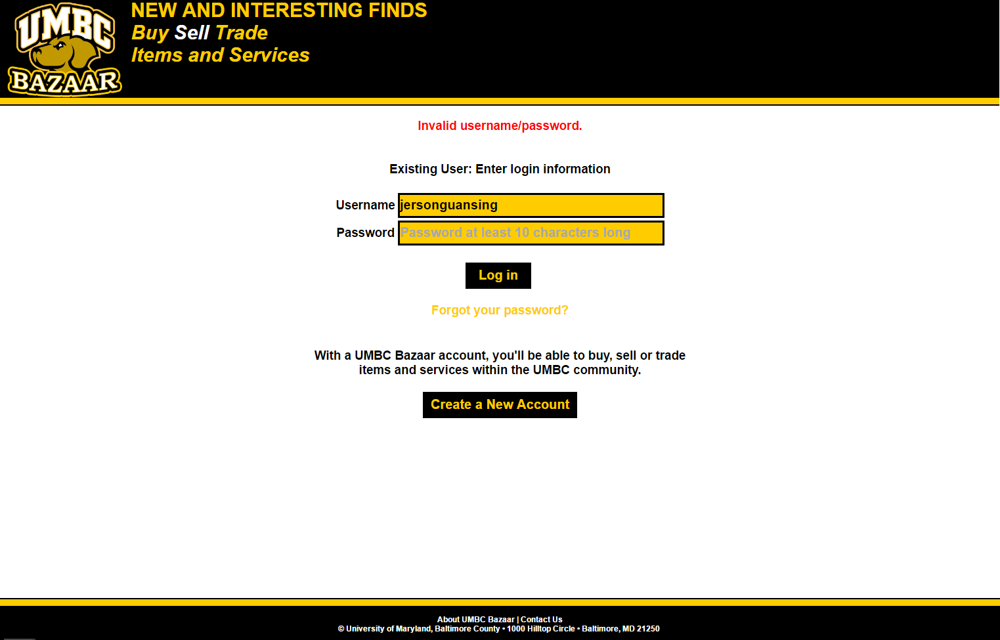 UMBC
BAZAAR
NEW AND INTERESTING FINDS
Buy Sell Trade
Items and Services
Invalid username/password.
Existing User: Enter login information
Username jersonguansing
Password Password at least 10 characters long
Log in
Forgot your password?
With a UMBC Bazaar account, you'll be able to buy, sell or trade
items and services within the UMBC community.
Create a New Account
About UMBC Bazaar | Contact Us
© University of Maryland, Baltimore County • 1000 Hilltop Circle • Baltimore, MD 21250